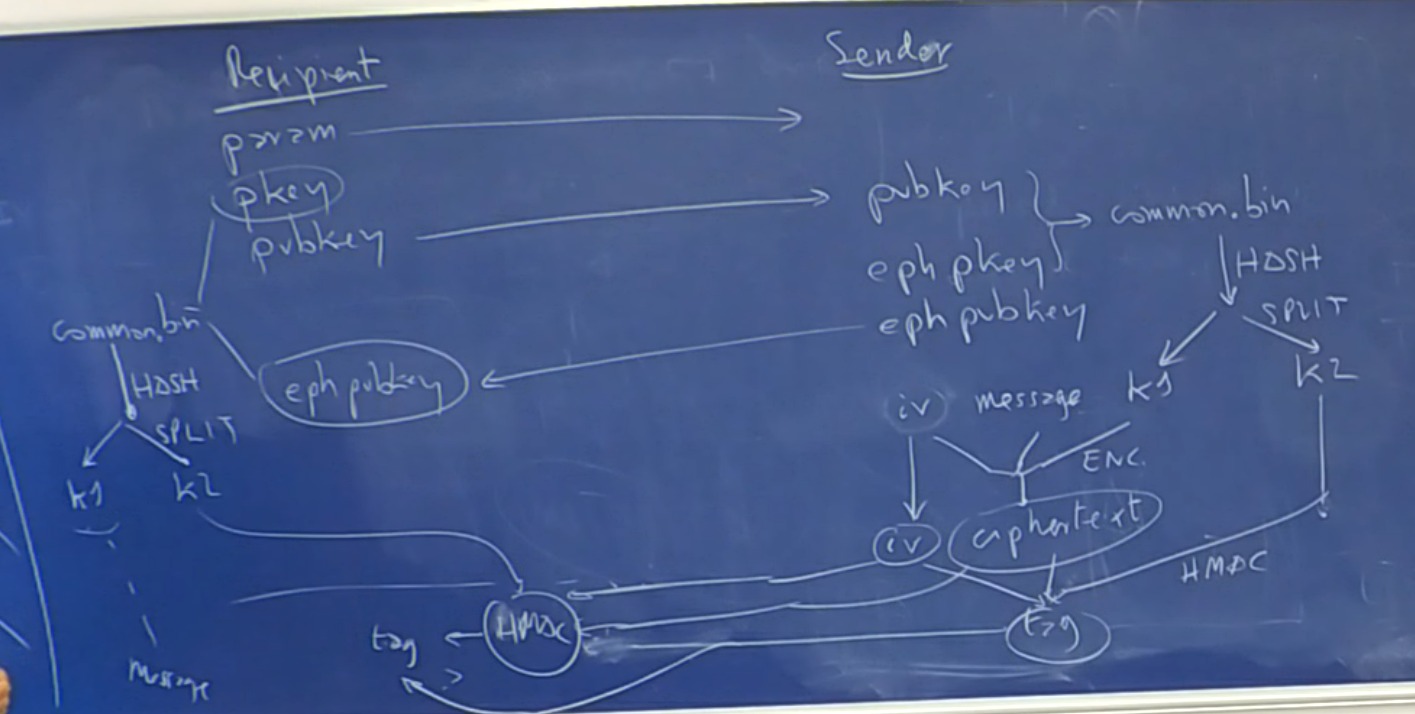 Recipient
param
pkey
pubkey
common.bin
HASH
SPLIT
eph pubkey
k1
k2
HMAC
tag
?
Message
Sender
pubkey
eph pkey
eph pubkey
common.bin
HASH
SPLIT
k1
k2
iv
message
ENC.
iv
ciphertext
HMAC
tag